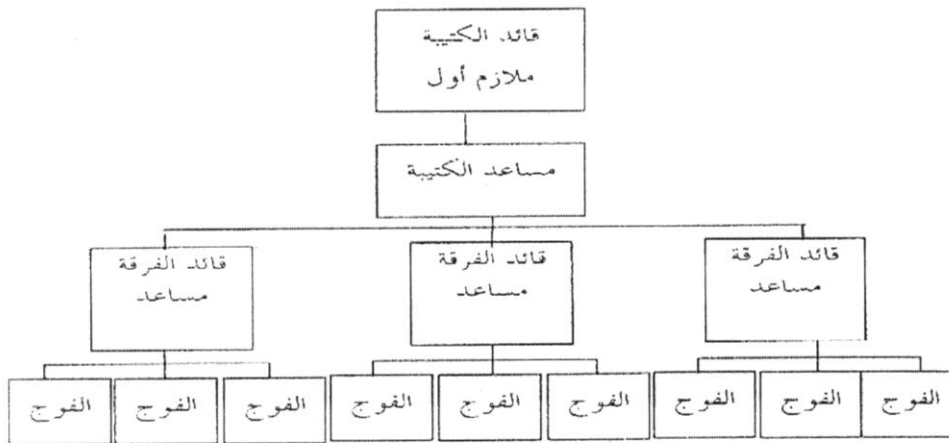 قائد الكتيبة
ملازم أول
مساعد الكتيبة
قائد الفرقة
مساعد
قائد الفرقة
مساعد
قائد الفرقة
مساعد
الفوج
الفوج
الفوج
الفوج
الفوج
الفوج
الفوج
الفوج
الفوج